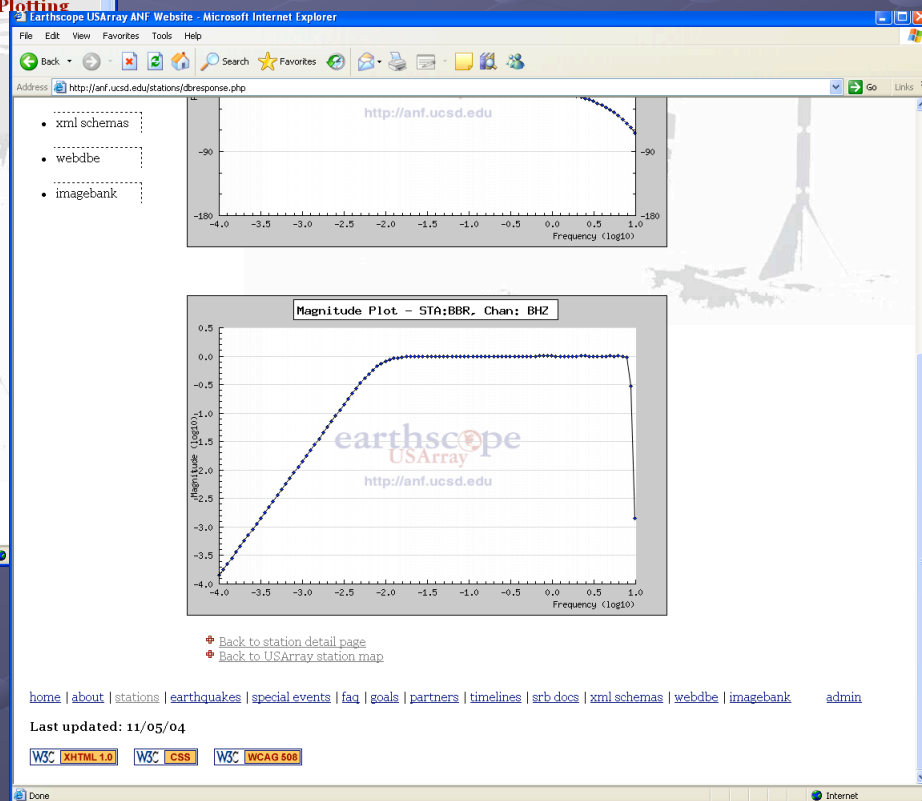 Plotting
Earthscope USArray ANF Website - Microsoft Internet Explorer
File Edit View Favorites Tools Help
Back Search Favorites
Address http://anf.ucsd.edu/stations/dbresponse.php Go Links
xml schemas
webdbe
imagebank
http://anf.ucsd.edu
-90 -90
-180 -180
-4.0 -3.5 -3.0 -2.5 -2.0 -1.5 -1.0 -0.5 0.0 0.5 1.0
Frequency (log10)
Magnitude Plot - STA:BBR, Chan: BHZ
0.5
0.0
-0.5
-1.0
-1.5
-2.0
-2.5
-3.0
-3.5
-4.0
Magnitude (log10)
earthscope
USArray
http://anf.ucsd.edu
-4.0 -3.5 -3.0 -2.5 -2.0 -1.5 -1.0 -0.5 0.0 0.5 1.0
Frequency (log10)
Back to station detail page
Back to USArray station map
home | about | stations | earthquakes | special events | faq | goals | partners | timelines | srb docs | xml schemas | webdbe | imagebank admin
Last updated: 11/05/04
W3C XHTML 1.0 W3C CSS W3C WCAG 508
Done Internet